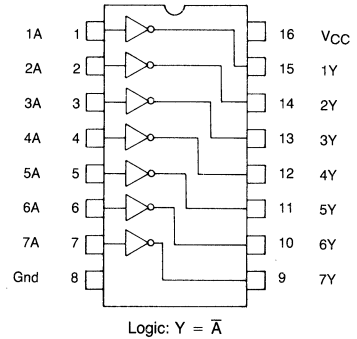 1A 1 16 VCC
2A 2 15 1Y
3A 3 14 2Y
4A 4 13 3Y
5A 5 12 4Y
6A 6 11 5Y
7A 7 10 6Y
Gnd 8 9 7Y
Logic: Y = A̅